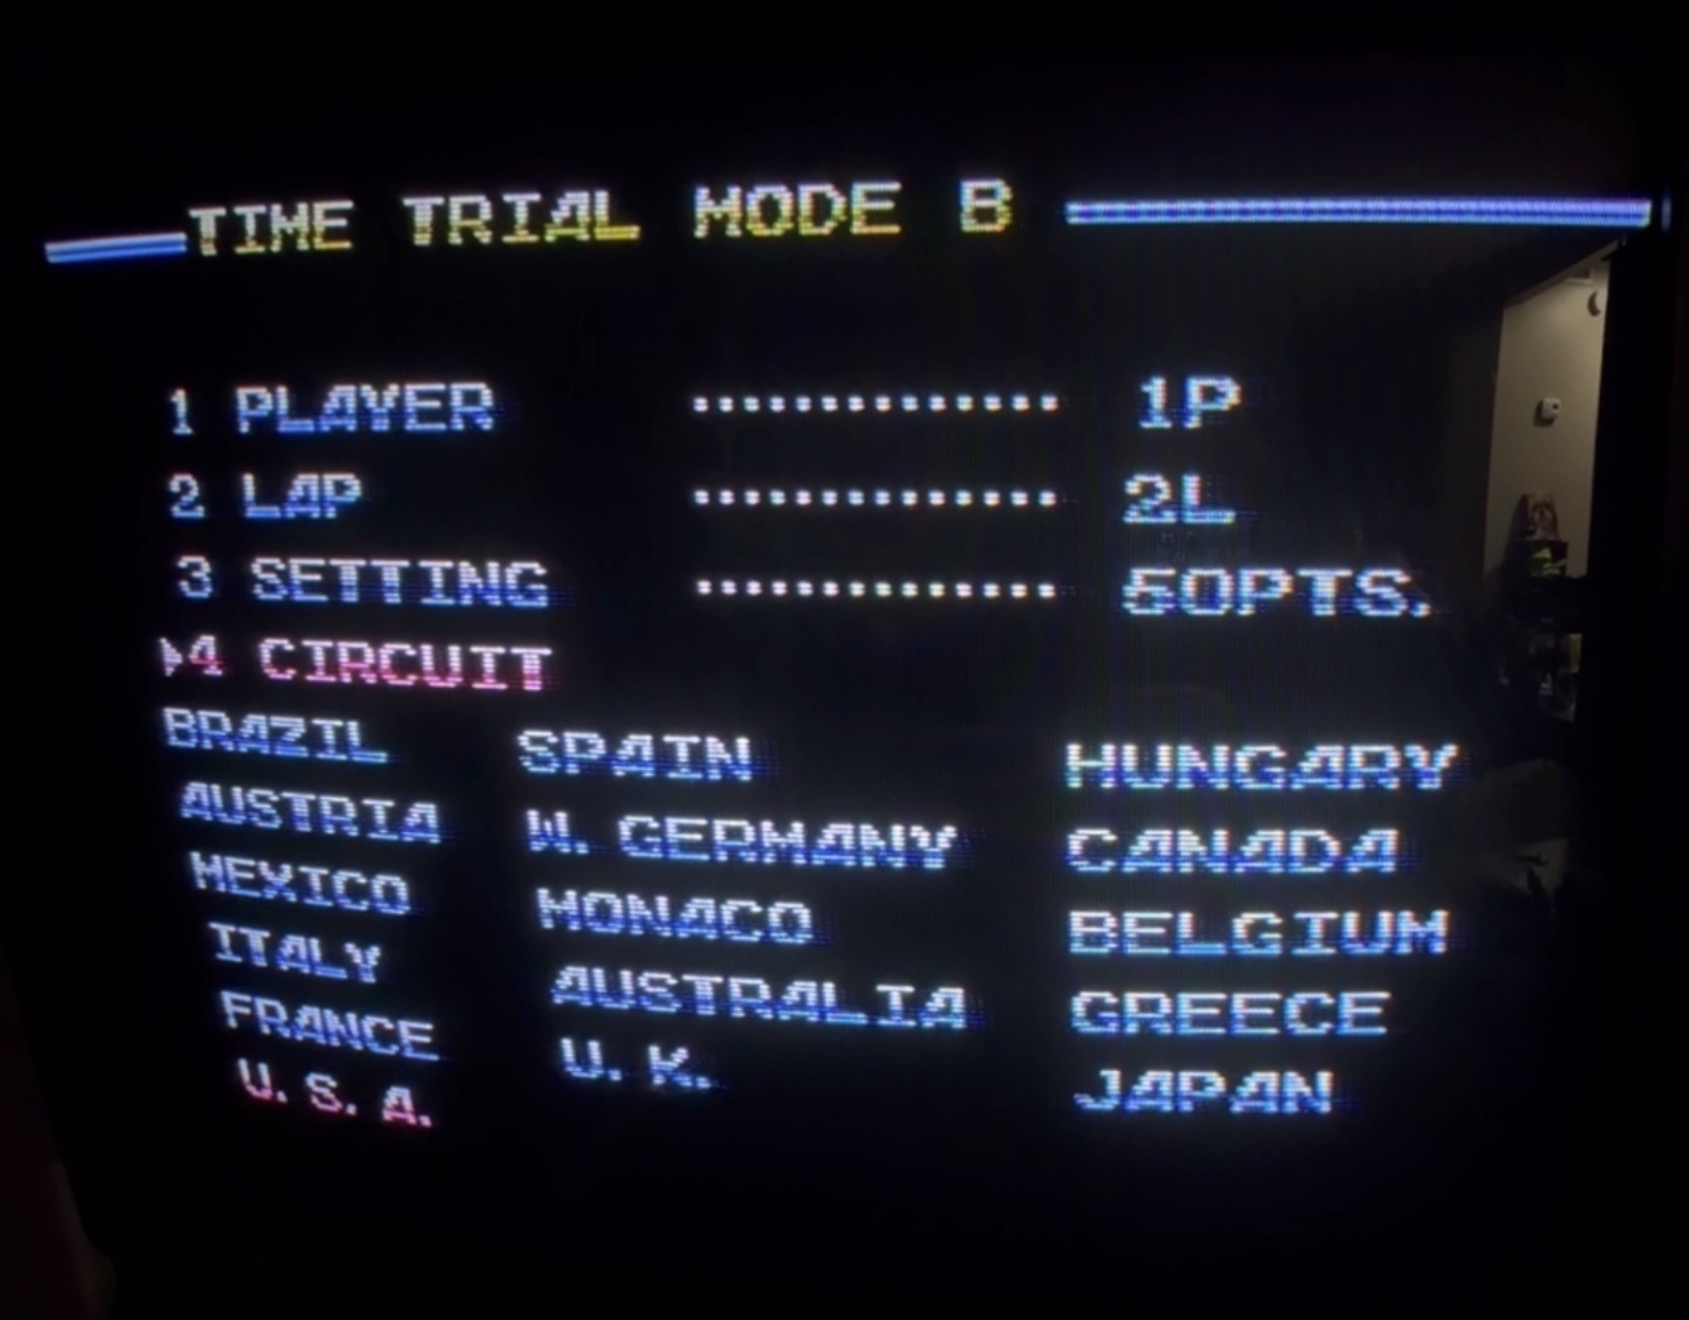 TIME TRIAL MODE B
1 PLAYER .............. 1P
2 LAP .............. 2L
3 SETTING .............. 50PTS.
▶4 CIRCUIT
BRAZIL SPAIN HUNGARY
AUSTRIA W. GERMANY CANADA
MEXICO MONACO BELGIUM
ITALY AUSTRALIA GREECE
FRANCE U. K. JAPAN
U. S. A.